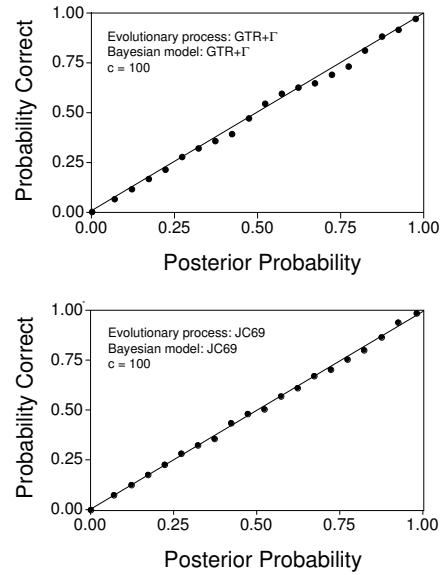 1.00
0.75
0.50
0.25
0.00
Probability Correct
Evolutionary process: GTR+Γ
Bayesian model: GTR+Γ
c = 100
0.00 0.25 0.50 0.75 1.00
Posterior Probability
1.00
0.75
0.50
0.25
0.00
Probability Correct
Evolutionary process: JC69
Bayesian model: JC69
c = 100
0.00 0.25 0.50 0.75 1.00
Posterior Probability